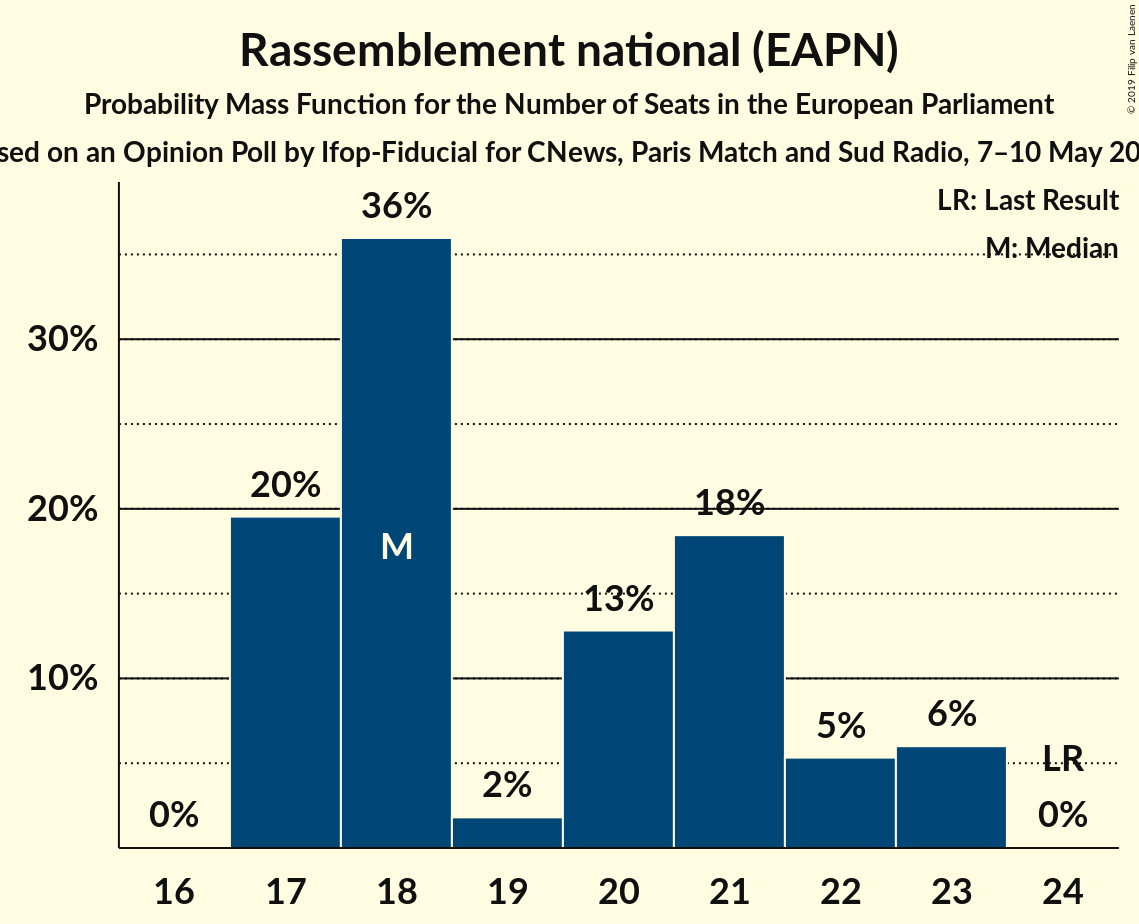 Rassemblement national (EAPN)
Probability Mass Function for the Number of Seats in the European Parliament
sed on an Opinion Poll by Ifop-Fiducial for CNews, Paris Match and Sud Radio, 7–10 May 20
© 2019 Filip van Laenen
LR: Last Result
M: Median
36%
30%
20%
20%
18%
M
13%
10%
6%
5%
LR
2%
0%
0%
16 17 18 19 20 21 22 23 24